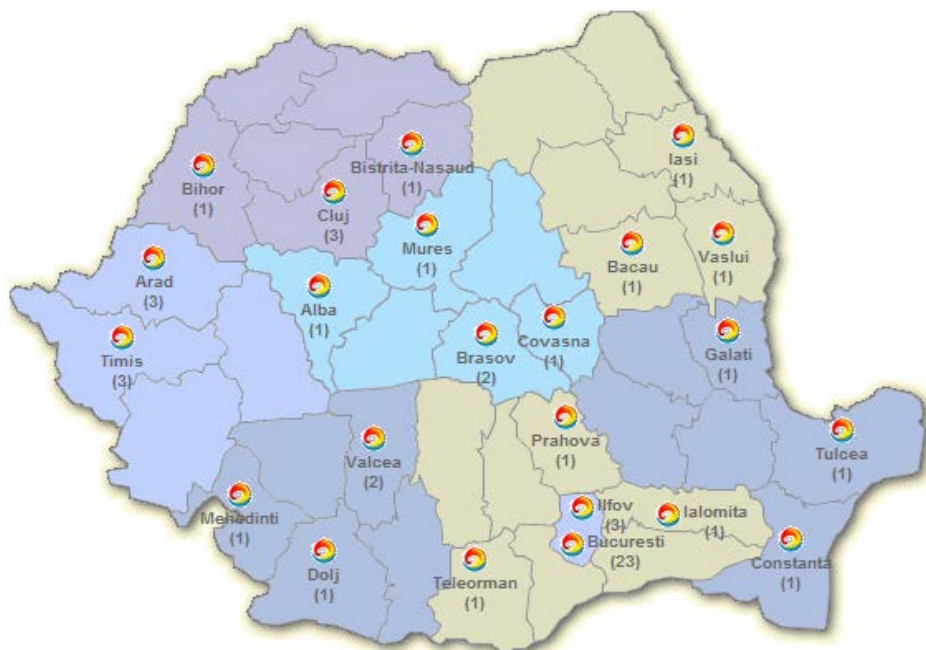 Iasi
(1)
Bistrita-Nasaud
(1)
Bihor
(1)
Cluj
(3)
Mures
(1)
Vaslui
(1)
Bacau
(1)
Arad
(3)
Alba
(1)
Covasna
(1)
Brasov
(2)
Galati
(1)
Timis
(3)
Prahova
(1)
Tulcea
(1)
Valcea
(2)
Ilfov
(3)
Ialomita
(1)
Mehedinti
(1)
Bucuresti
(23)
Constanta
(1)
Dolj
(1)
Teleorman
(1)